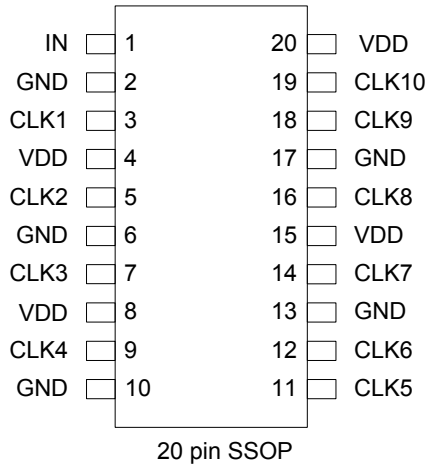 IN 1 20 VDD
GND 2 19 CLK10
CLK1 3 18 CLK9
VDD 4 17 GND
CLK2 5 16 CLK8
GND 6 15 VDD
CLK3 7 14 CLK7
VDD 8 13 GND
CLK4 9 12 CLK6
GND 10 11 CLK5
20 pin SSOP